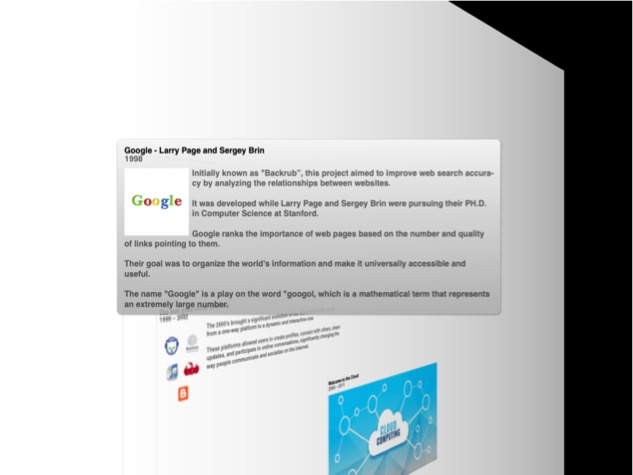 Google - Larry Page and Sergey Brin
1998
Initially known as "Backrub", this project aimed to improve web search accura-
cy by analyzing the relationships between websites.
Google
It was developed while Larry Page and Sergey Brin were pursuing their PH.D.
in Computer Science at Stanford.
Google ranks the importance of web pages based on the number and quality
of links pointing to them.
Their goal was to organize the world's information and make it universally accessible and
useful.
The name "Google" is a play on the word "googol, which is a mathematical term that represents
an extremely large number.
The 2000's brought a significant
from a one-way platform to a dynamic and interactive one.
These platforms allowed users to create profiles, connect with others, share
updates, and participate in online conversations, significantly changing the
way people communicate and socialize on the internet.
Welcome to the Cloud
CLOUD
COMPUTING